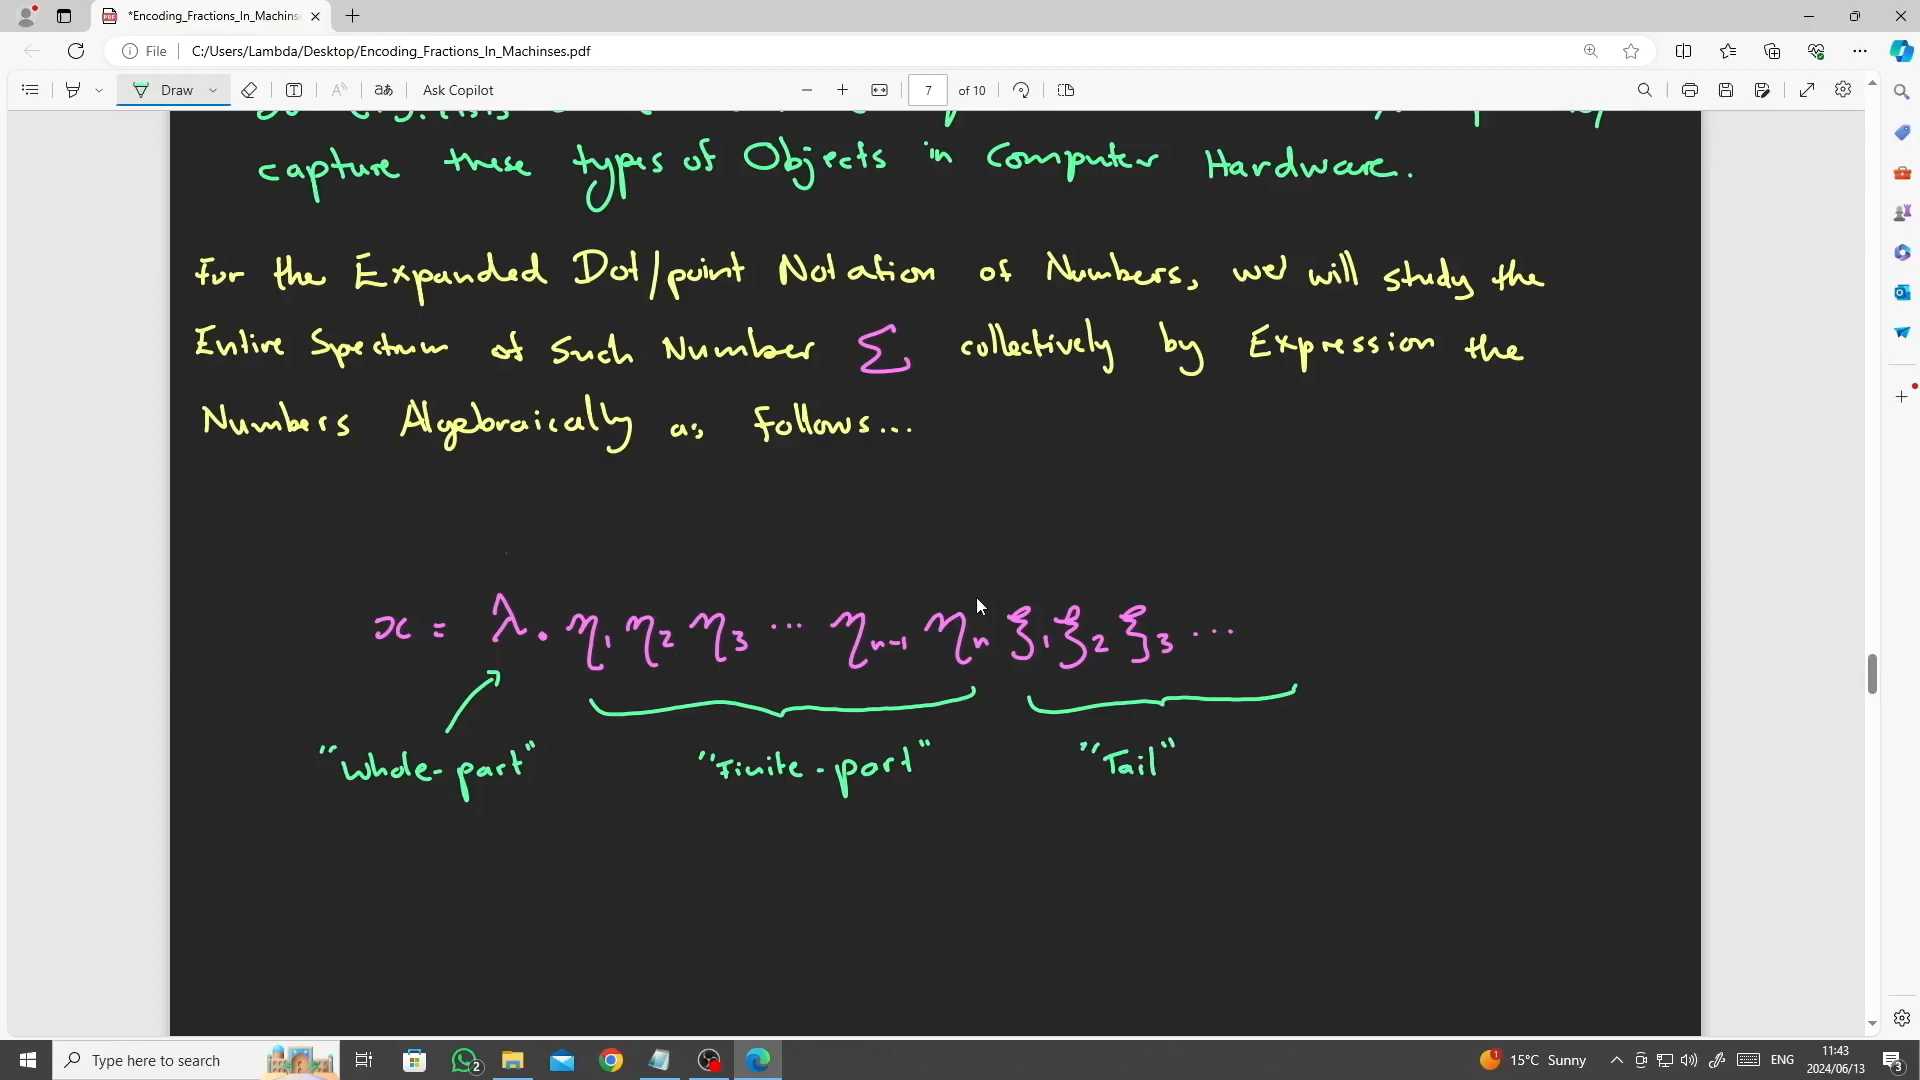 *Encoding_Fractions_In_Machins
File C:/Users/Lambda/Desktop/Encoding_Fractions_In_Machinses.pdf
Draw Ask Copilot 7 of 10
capture these types of Objects in Computer Hardware.
For the Expanded Dot/point Notation of Numbers, we will study the
Entire Spectrum of such Number Σ collectively by Expression the
Numbers Algebraically as follows...
x = λ . η₁ η₂ η₃ ... ηₙ₋₁ ηₙ ξ₁ ξ₂ ξ₃ ...
"Whole-part" "Finite-part" "Tail"
Type here to search 2 1 15°C Sunny ENG 11:43 2024/06/13 3